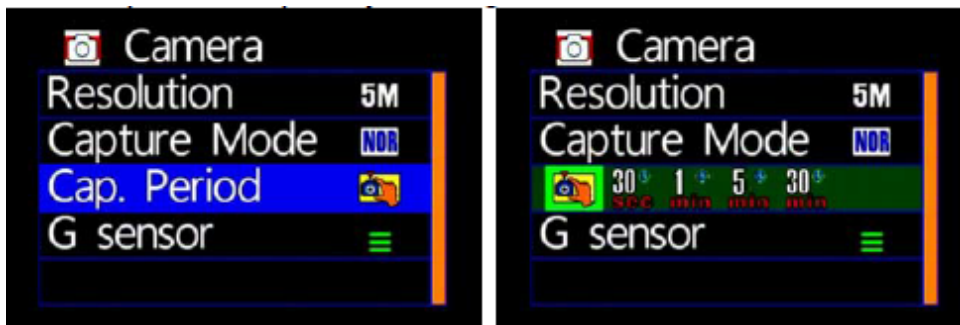 Camera
Resolution 5M
Capture Mode NOR
Cap. Period
G sensor
Camera
Resolution 5M
Capture Mode NOR
30 sec 1 min 5 min 30 min
G sensor